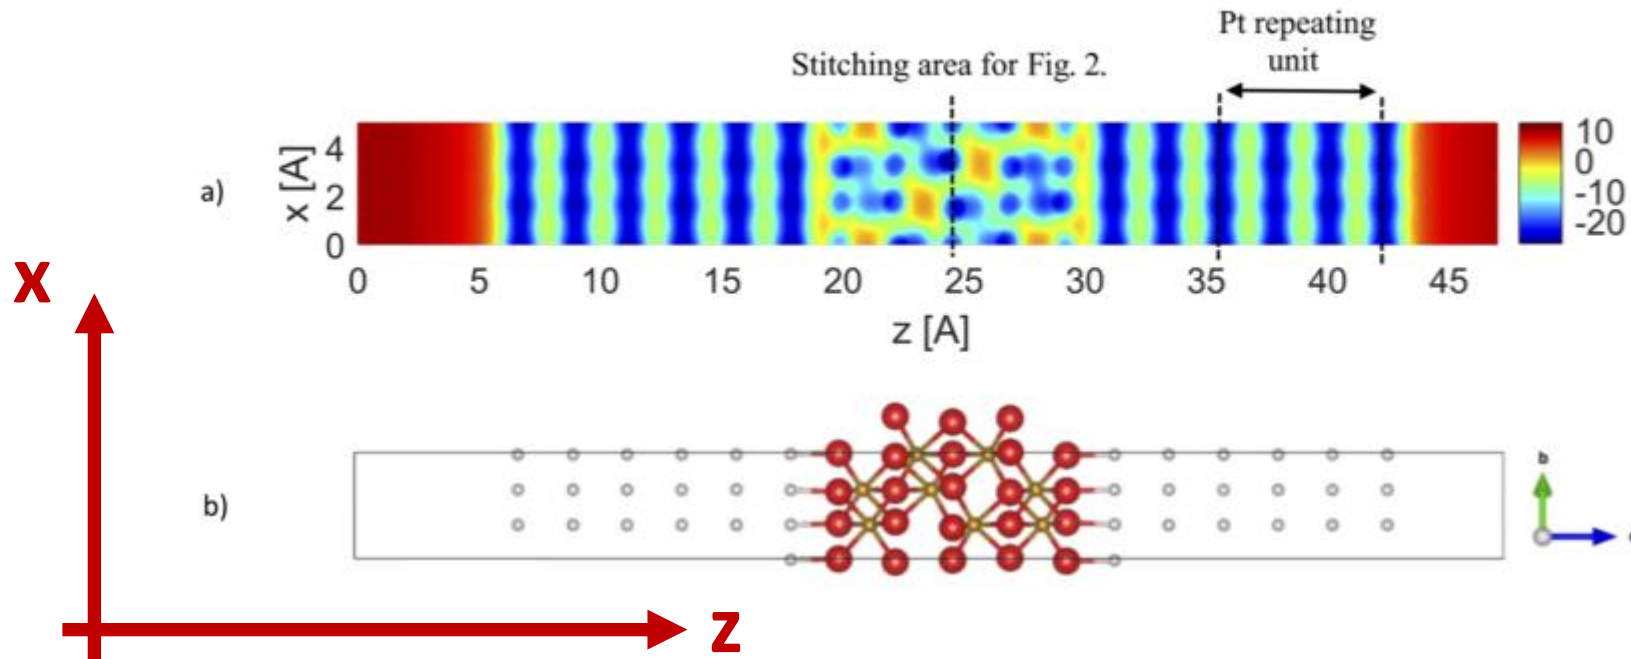 Pt repeating
unit
Stitching area for Fig. 2.
a)
x [A]
4
2
0
0 5 10 15 20 25 30 35 40 45
z [A]
10
0
-10
-20
X
b)
b
Z